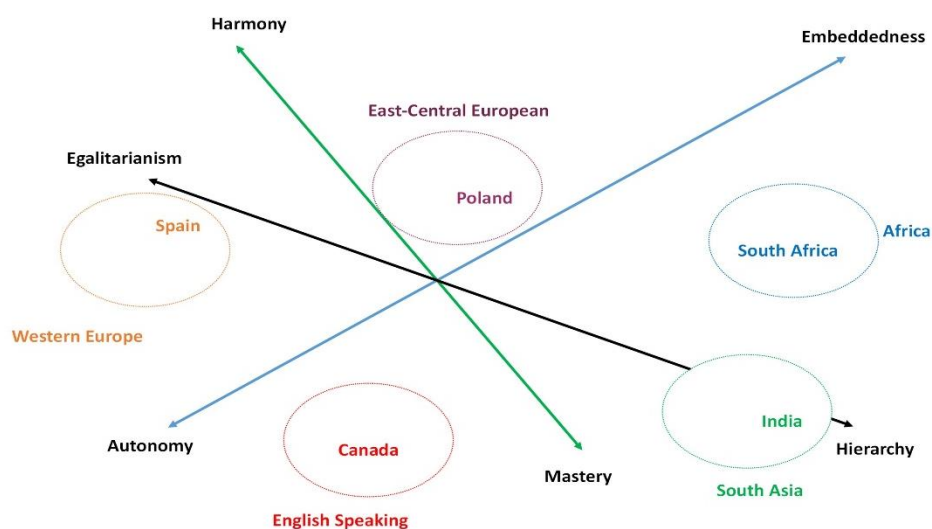 Harmony
Embeddedness
East-Central European
Egalitarianism
Poland
Spain
Africa
South Africa
Western Europe
India
Autonomy
Canada
Hierarchy
Mastery
South Asia
English Speaking